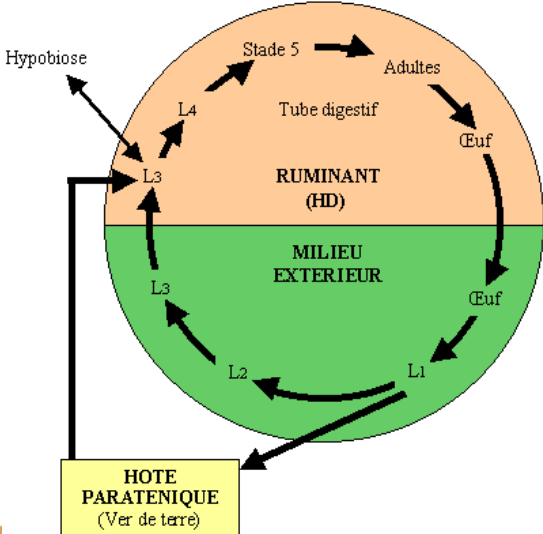 Stade 5
Hypobiose
Adultes
L4
Tube digestif
Œuf
L3
RUMINANT
(HD)
MILIEU
EXTERIEUR
L3
Œuf
L2
L1
HOTE
PARATENIQUE
(Ver de terre)